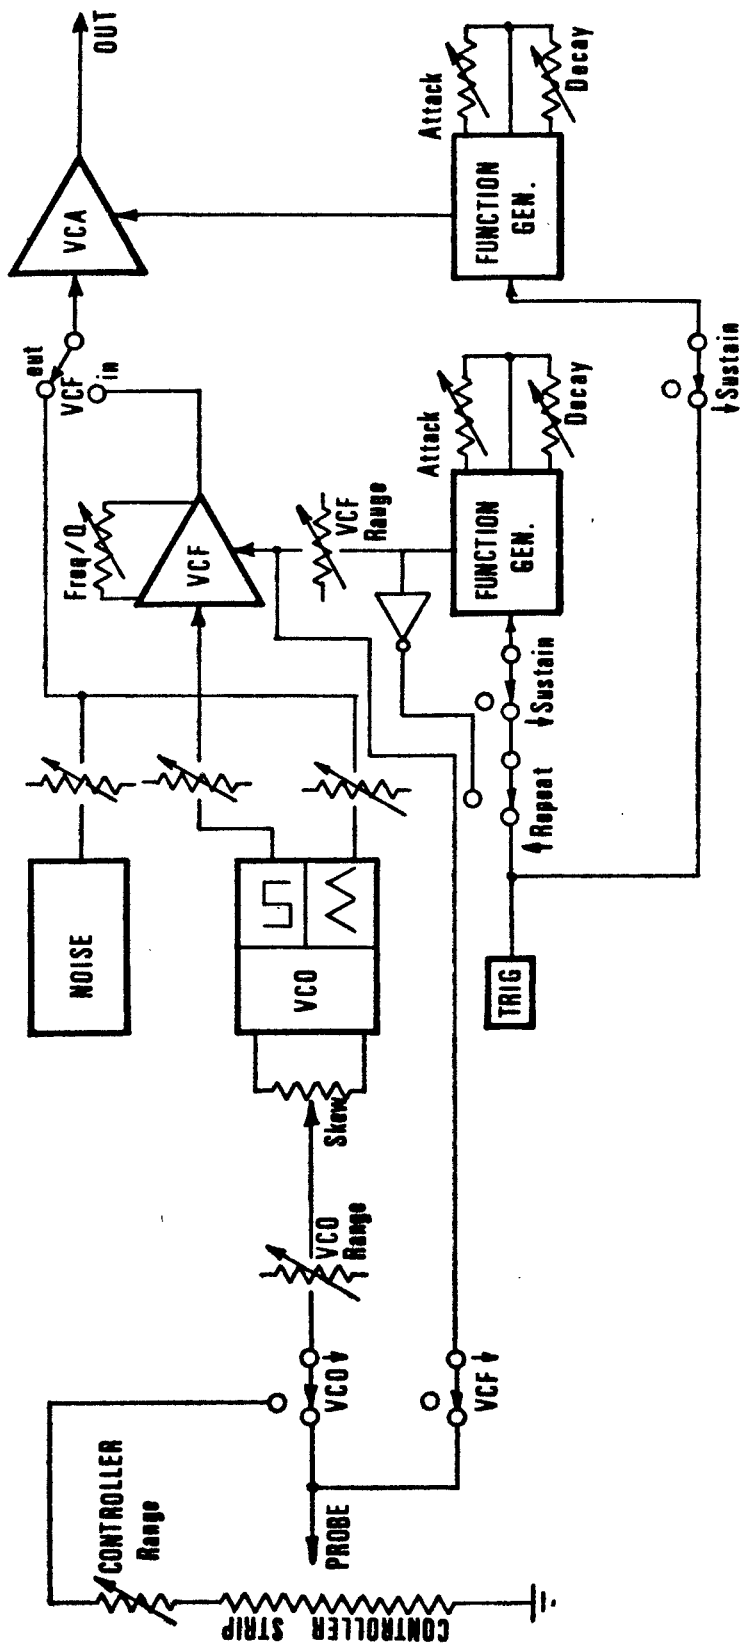 CONTROLLER
Range
CONTROLLER STRIP
PROBE
VCO
VCF
VCO
Range
Skew
VCO
NOISE
TRIG
Repeat
Sustain
FUNCTION
GEN.
Attack
Decay
VCF
Range
Freq/Q
VCF
out
VCF
in
VCA
OUT
Sustain
FUNCTION
GEN.
Attack
Decay